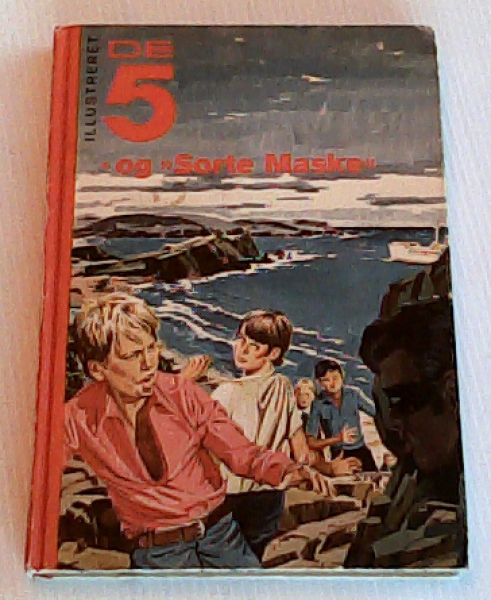 ILLUSTRERET
DE
5
- og »Sorte Maske«